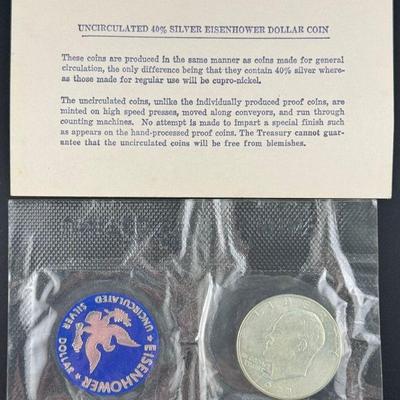 UNCIRCULATED 40% SILVER EISENHOWER DOLLAR COIN
These coins are produced in the same manner as coins made for general
circulation, the only difference being that they contain 40% silver where-
as those made for regular use will be cupro-nickel.
The uncirculated coins, unlike the individually produced proof coins, are
minted on high speed presses, moved along conveyors, and run through
counting machines. No attempt is made to impart a special finish such
as appears on the hand-processed proof coins. The Treasury cannot guar-
antee that the uncirculated coins will be free from blemishes.
EISENHOWER DOLLAR
UNCIRCULATED SILVER